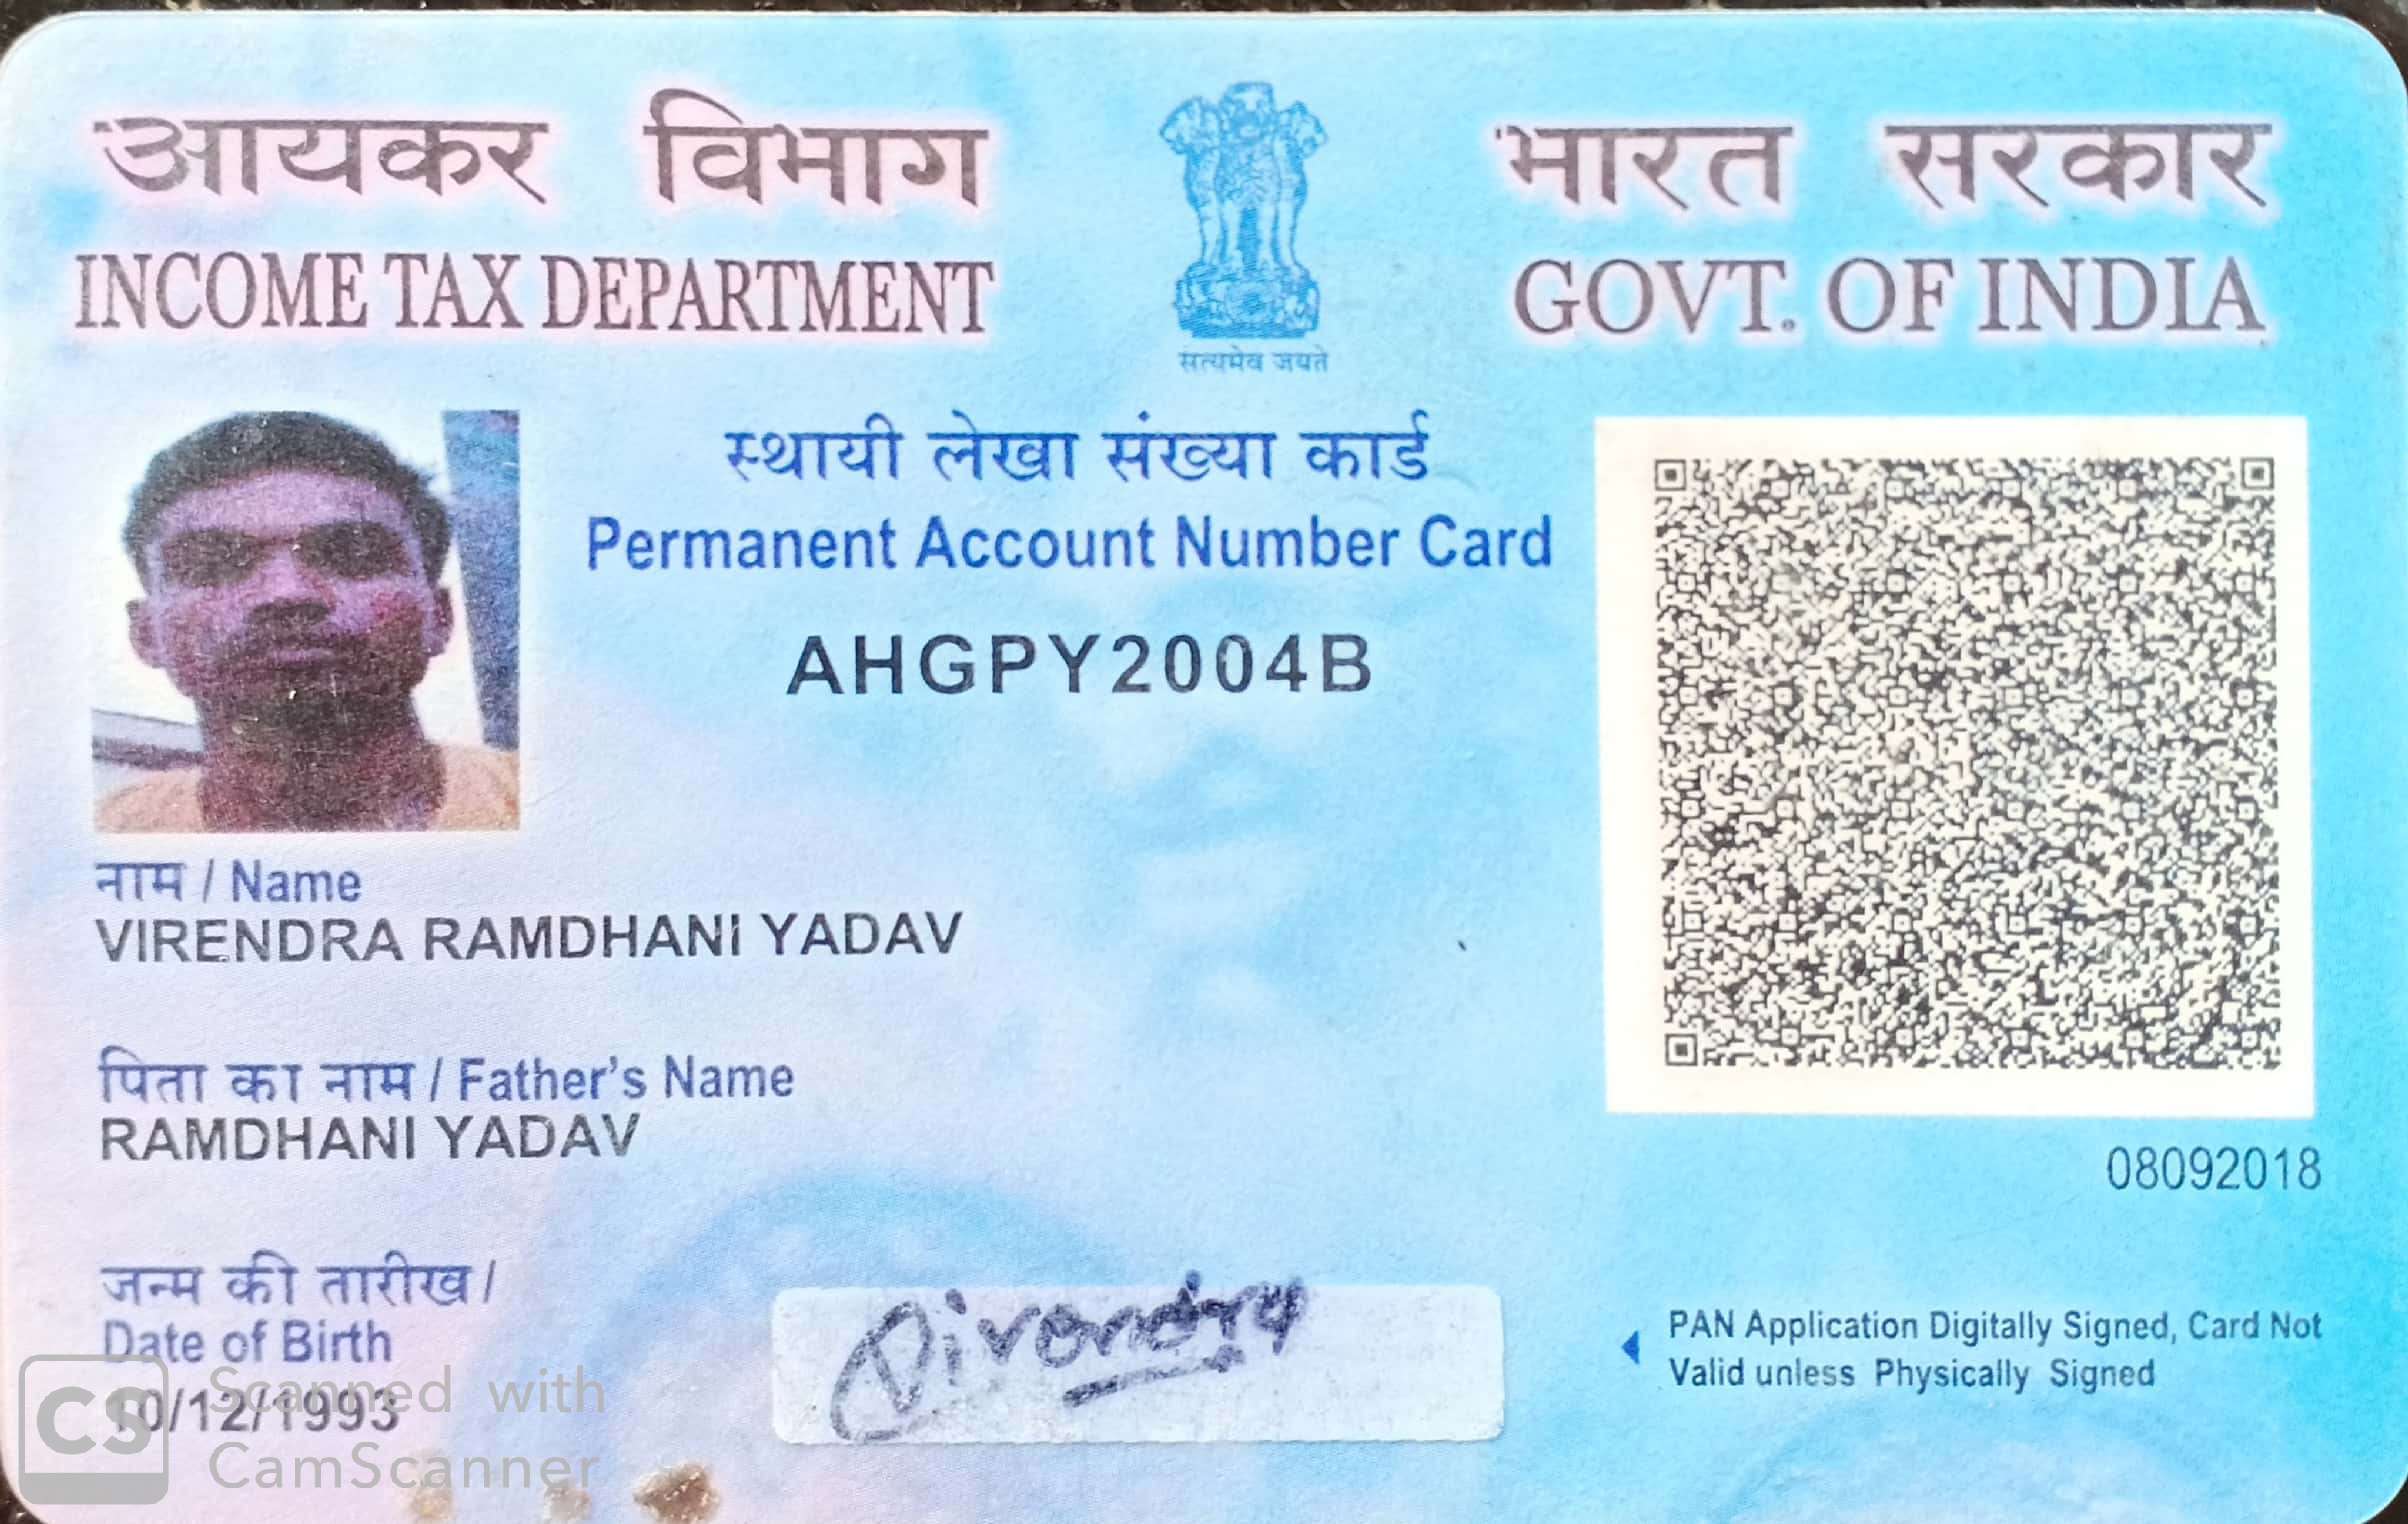 आयकर विभाग
INCOME TAX DEPARTMENT
सत्यमेव जयते
भारत सरकार
GOVT. OF INDIA
स्थायी लेखा संख्या कार्ड
Permanent Account Number Card
AHGPY2004B
नाम / Name
VIRENDRA RAMDHANI YADAV
पिता का नाम / Father's Name
RAMDHANI YADAV
08092018
जन्म की तारीख /
Date of Birth
10/12/1993
Virendra
PAN Application Digitally Signed, Card Not
Valid unless Physically Signed
CS
Scanned with
CamScanner